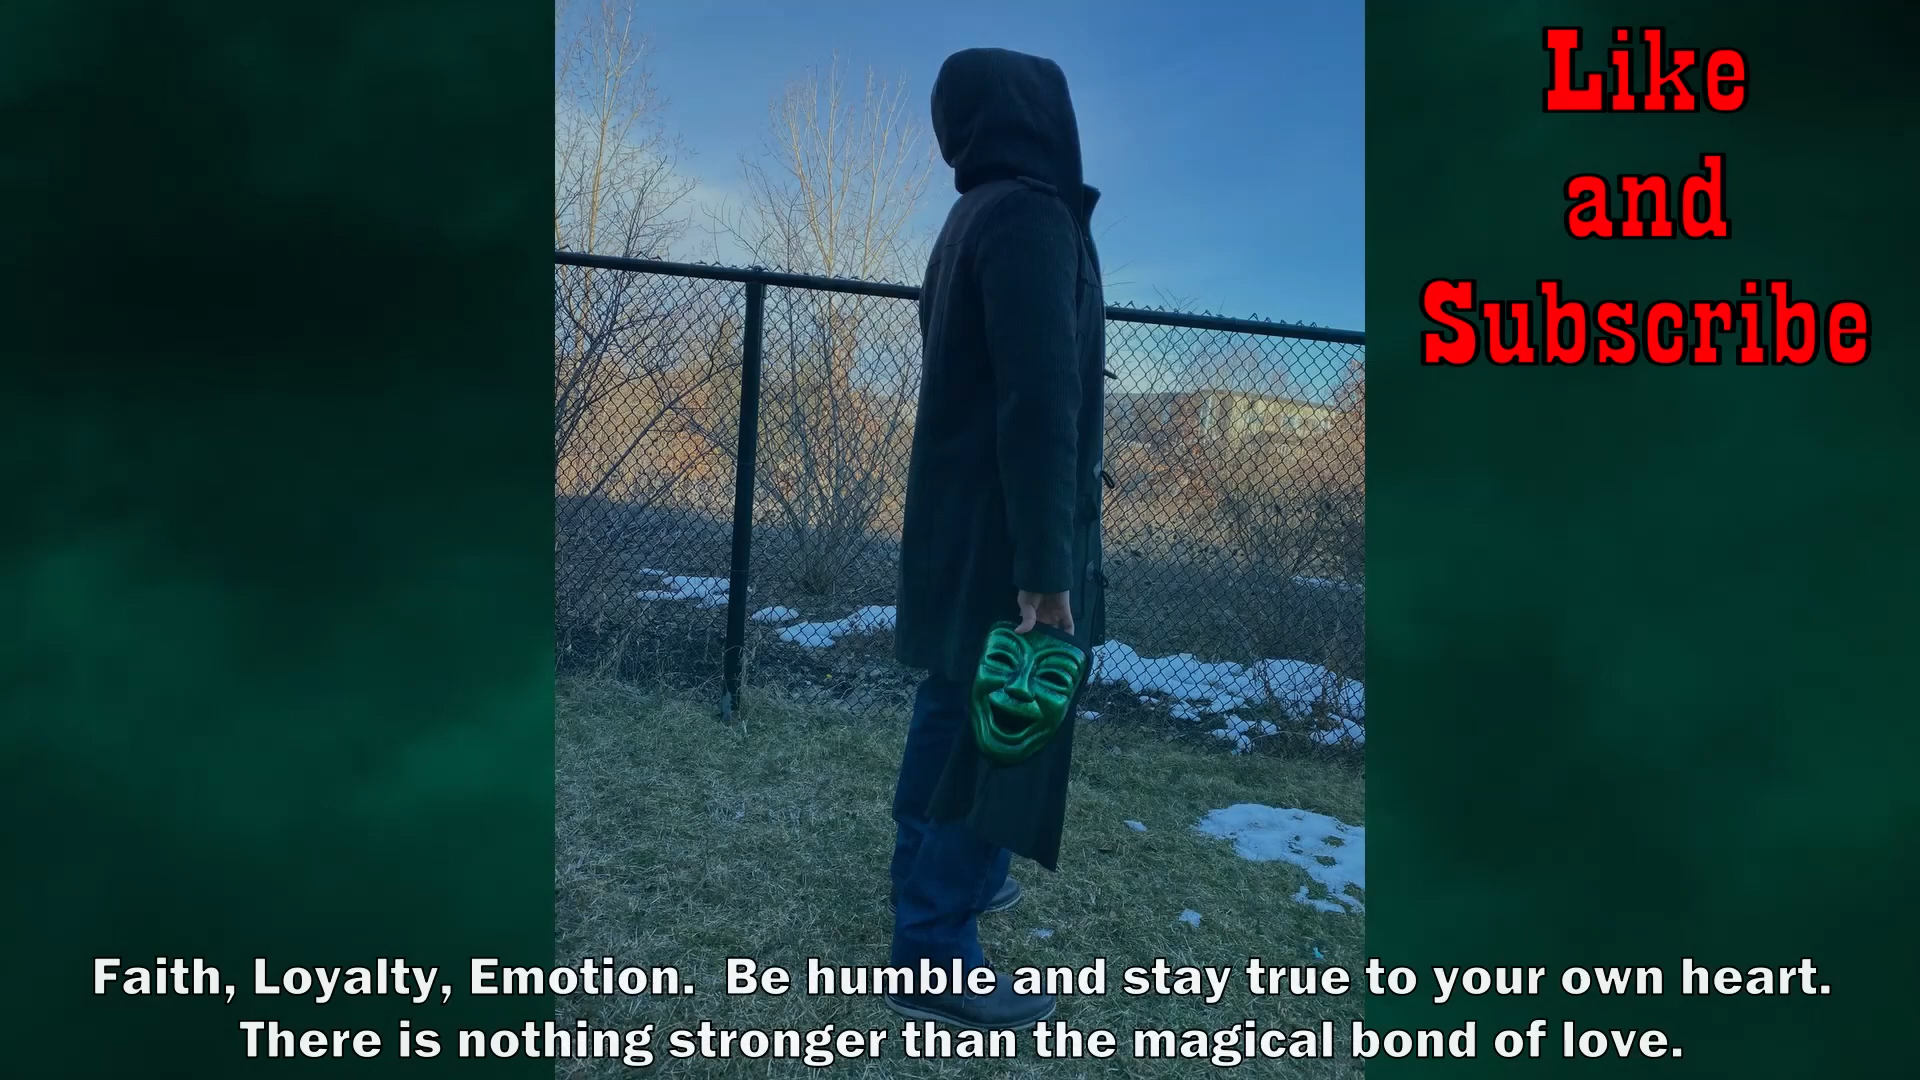 Like
and
Subscribe
Faith, Loyalty, Emotion.  Be humble and stay true to your own heart.
There is nothing stronger than the magical bond of love.